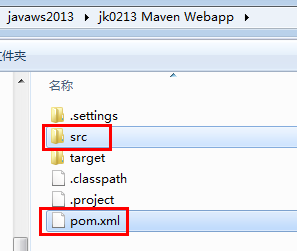 javaws2013 ▸ jk0213 Maven Webapp ▸
文件夹
名称
.settings
src
target
.classpath
.project
pom.xml